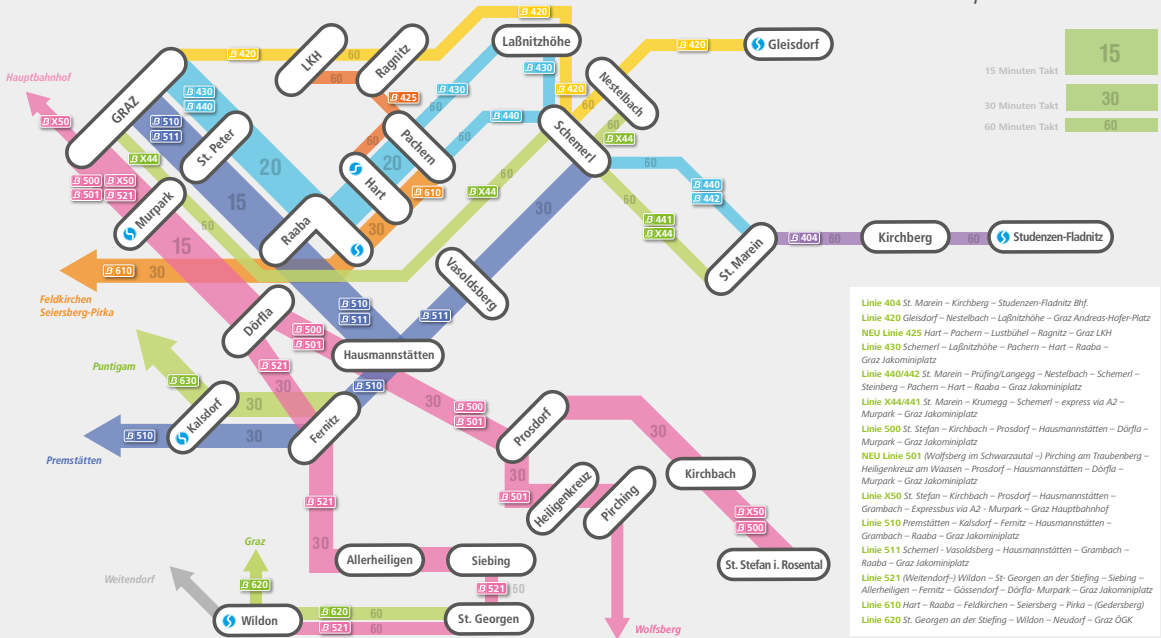 B 420
LKH
60
Ragnitz
B 420
Laßnitzhöhe
B 420
Gleisdorf
60
15
15 Minuten Takt
30
30 Minuten Takt
60
60 Minuten Takt
Hauptbahnhof
B X50
GRAZ
B 430
B 440
B 510
B 511
St. Peter
B X44
B 425
B 430
60
B 430
B 420
Nestelbach
60
60
B X44
Schemerl
Pachern
60
B 440
60
20
20
Hart
B 610
B X44
60
60
B 440
B 442
B 500
B X50
B 501
B 521
Murpark
15
60
15
Raaba
30
30
B 441
B X44
60
St. Marein
B 404
60
Kirchberg
60
Studenzen-Fladnitz
B 610
30
Feldkirchen
Seiersberg-Pirka
Vasoldsberg
B 510
B 511
B 511
Dörfla
B 500
B 501
Hausmannstätten
B 521
30
30
B 510
Puntigam
B 630
Kalsdorf
30
Fernitz
B 510
30
Premstätten
B 500
B 501
Prosdorf
30
30
B 501
Heiligenkreuz
Pirching
Kirchbach
B X50
B 500
St. Stefan i. Rosental
B 521
30
Allerheiligen
Siebing
B 521
60
Graz
B 620
Weitendorf
Wildon
B 620
60
B 521
60
St. Georgen
Wolfsberg
Linie 404 St. Marein – Kirchberg – Studenzen-Fladnitz Bhf.
Linie 420 Gleisdorf – Nestelbach – Laßnitzhöhe – Graz Andreas-Hofer-Platz
NEU Linie 425 Hart – Pachern – Lustbühel – Ragnitz – Graz LKH
Linie 430 Schemerl – Laßnitzhöhe – Pachern – Hart – Raaba –
Graz Jakominiplatz
Linie 440/442 St. Marein – Prüfing/Langegg – Nestelbach – Schemerl –
Steinberg – Pachern – Hart – Raaba – Graz Jakominiplatz
Linie X44/441 St. Marein – Krumegg – Schemerl – express via A2 –
Murpark – Graz Jakominiplatz
Linie 500 St. Stefan – Kirchbach – Prosdorf – Hausmannstätten – Dörfla –
Murpark – Graz Jakominiplatz
NEU Linie 501 (Wolfsberg im Schwarzautal –) Pirching am Traubenberg –
Heiligenkreuz am Waasen – Prosdorf – Hausmannstätten – Dörfla –
Murpark – Graz Jakominiplatz
Linie X50 St. Stefan – Kirchbach – Prosdorf – Hausmannstätten –
Grambach – Expressbus via A2 - Murpark – Graz Hauptbahnhof
Linie 510 Premstätten – Kalsdorf – Fernitz – Hausmannstätten –
Grambach – Raaba – Graz Jakominiplatz
Linie 511 Schemerl - Vasoldsberg – Hausmannstätten – Grambach –
Raaba – Graz Jakominiplatz
Linie 521 (Weitendorf–) Wildon – St- Georgen an der Stiefing – Siebing –
Allerheiligen – Fernitz – Gössendorf – Dörfla- Murpark – Graz Jakominiplatz
Linie 610 Hart – Raaba – Feldkirchen – Seiersberg – Pirka – (Gedersberg)
Linie 620 St. Georgen an der Stiefing – Wildon – Neudorf – Graz ÖGK